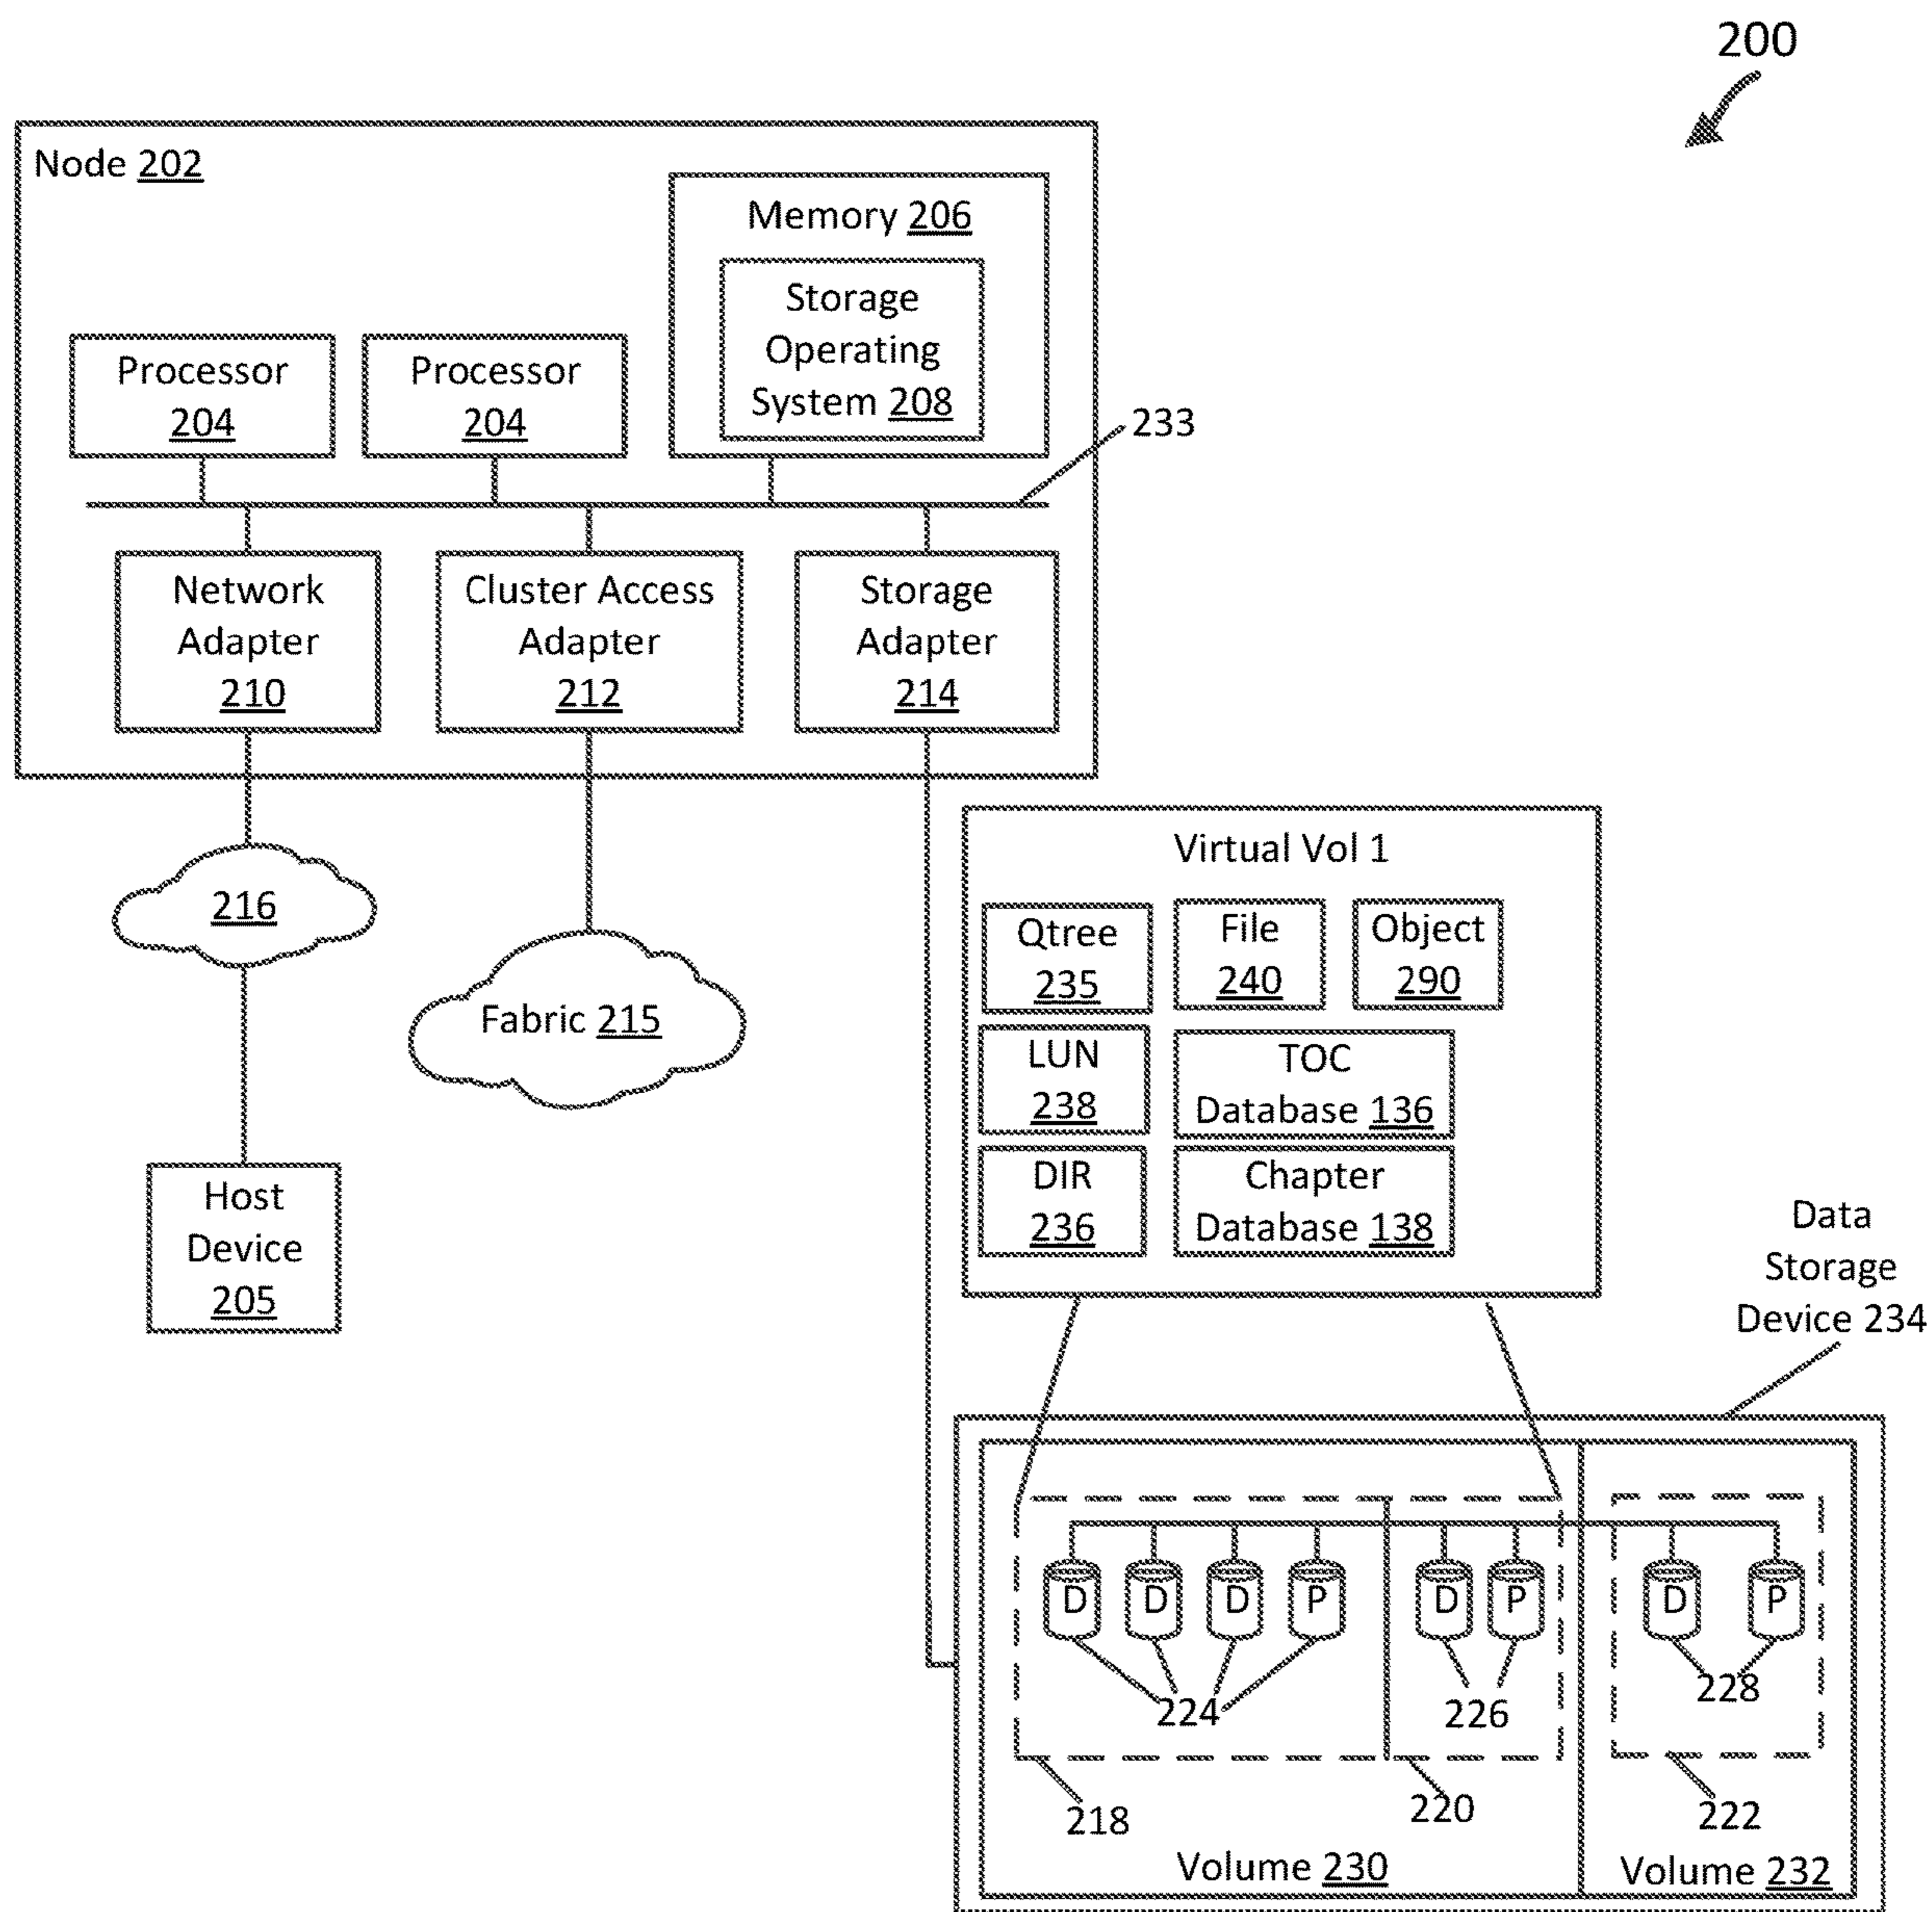 200
Node 202
Memory 206
Storage
Operating
System 208
Processor
204
Processor
204
233
Network
Adapter
210
Cluster Access
Adapter
212
Storage
Adapter
214
216
Fabric 215
Host
Device
205
Virtual Vol 1
Qtree
235
File
240
Object
290
LUN
238
TOC
Database 136
DIR
236
Chapter
Database 138
Data
Storage
Device 234
D
D
D
P
D
P
D
P
224
226
228
218
220
222
Volume 230
Volume 232